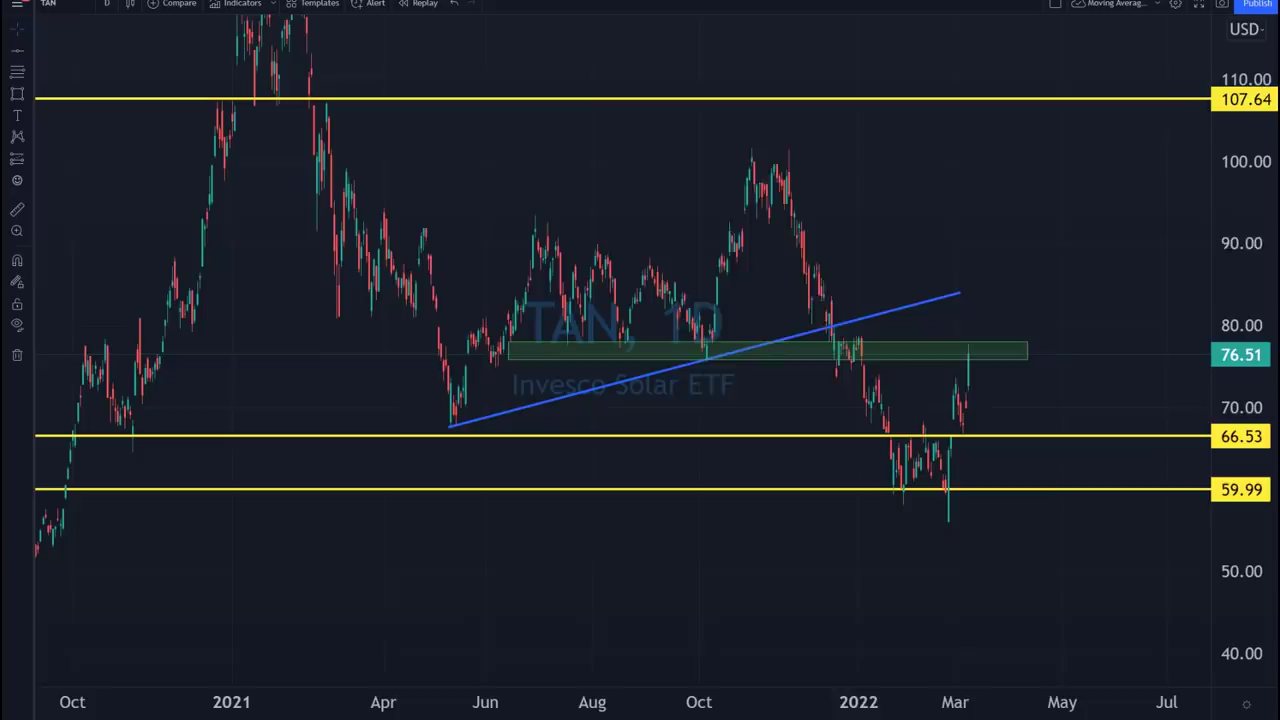 TAN D Compare Indicators Templates Alert Replay Moving Averag... Publish
USD
110.00
107.64
100.00
90.00
80.00
TAN, 1D
76.51
Invesco Solar ETF
70.00
66.53
59.99
50.00
40.00
Oct 2021 Apr Jun Aug Oct 2022 Mar May Jul